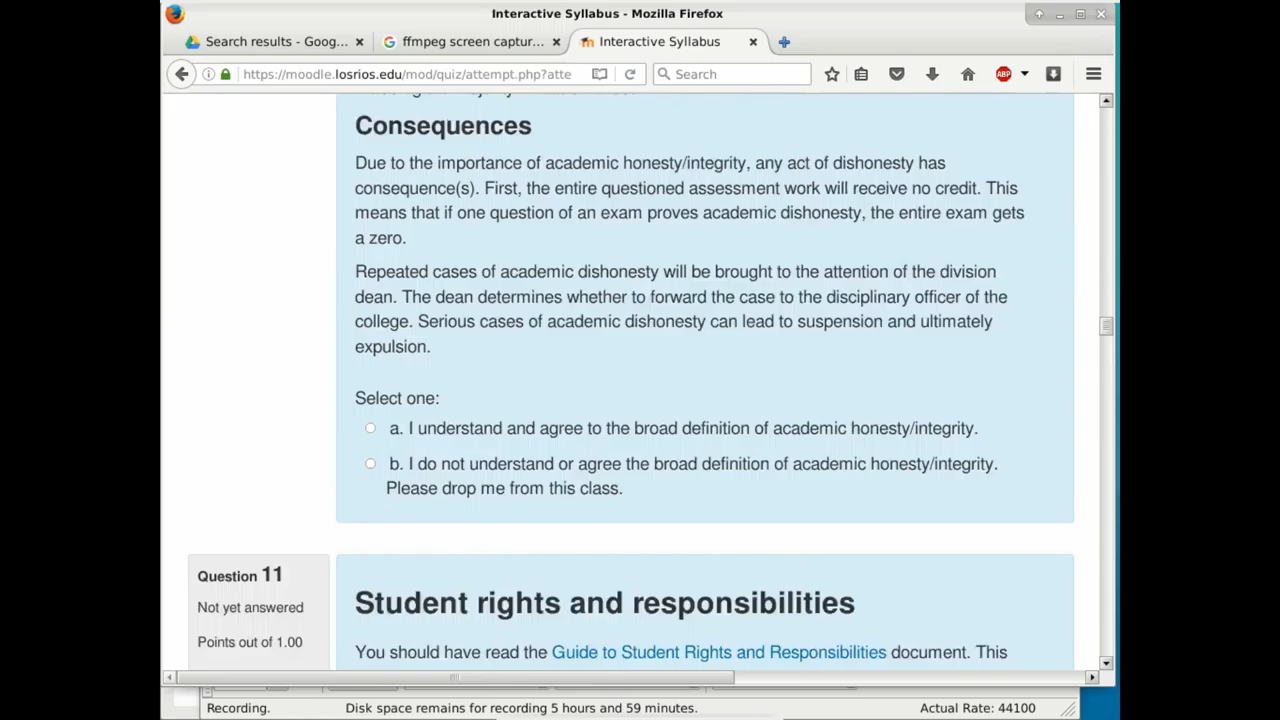 Interactive Syllabus - Mozilla Firefox
Search results - Goog...
ffmpeg screen captur...
Interactive Syllabus
https://moodle.losrios.edu/mod/quiz/attempt.php?atte
Search
ABP
Consequences
Due to the importance of academic honesty/integrity, any act of dishonesty has
consequence(s). First, the entire questioned assessment work will receive no credit. This
means that if one question of an exam proves academic dishonesty, the entire exam gets
a zero.
Repeated cases of academic dishonesty will be brought to the attention of the division
dean. The dean determines whether to forward the case to the disciplinary officer of the
college. Serious cases of academic dishonesty can lead to suspension and ultimately
expulsion.
Select one:
a. I understand and agree to the broad definition of academic honesty/integrity.
b. I do not understand or agree the broad definition of academic honesty/integrity.
Please drop me from this class.
Question 11
Not yet answered
Points out of 1.00
Student rights and responsibilities
You should have read the Guide to Student Rights and Responsibilities document. This
Recording.
Disk space remains for recording 5 hours and 59 minutes.
Actual Rate: 44100